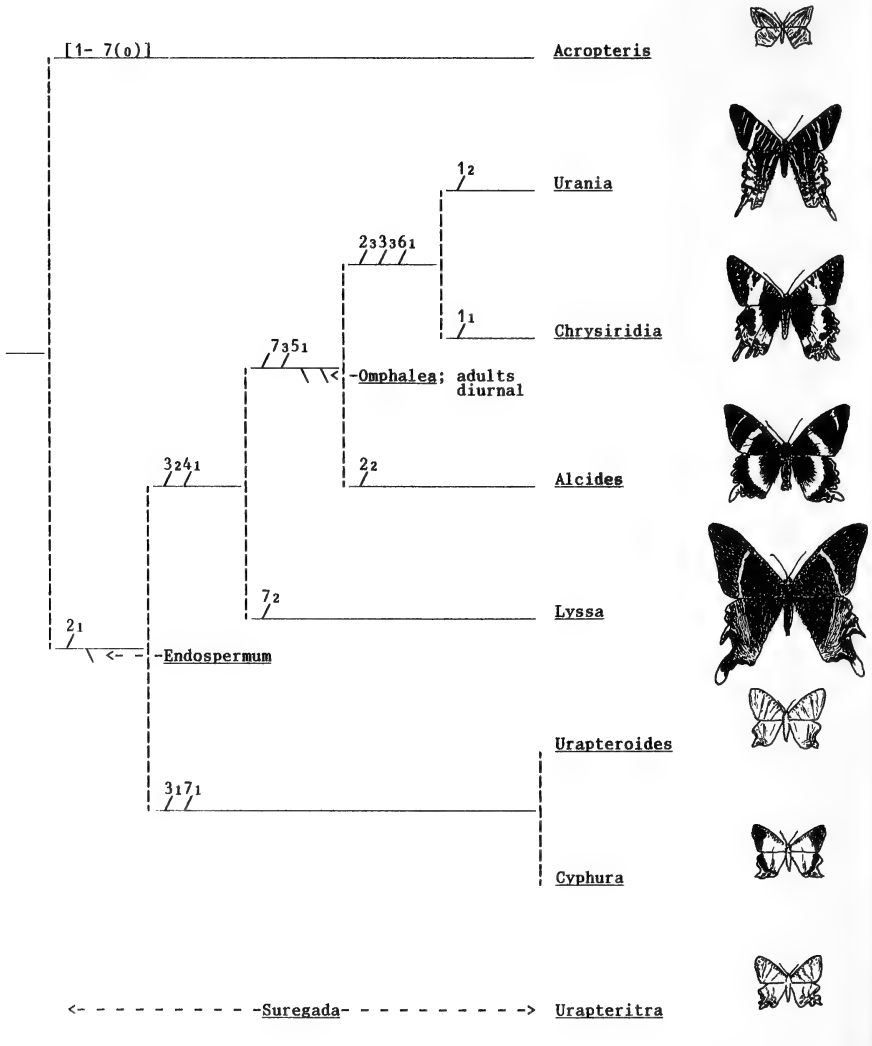 [1- 7(0)]
Acropteris
12
Urania
233361
11
Chrysiridia
7351
<-Omphalea; adults
diurnal
3241
22
Alcides
72
Lyssa
21
<- - -Endospermum
Urapteroides
3171
Cyphura
<- - - - - - - - - -Suregada- - - - - - - - - -> Urapteritra